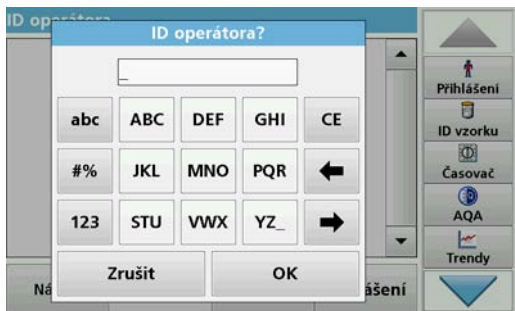 ID operátora
ID operátora?
_
abc ABC DEF GHI CE
#% JKL MNO PQR
123 STU VWX YZ_
Zrušit OK
Přihlášení
ID vzorku
Časovač
AQA
Trendy